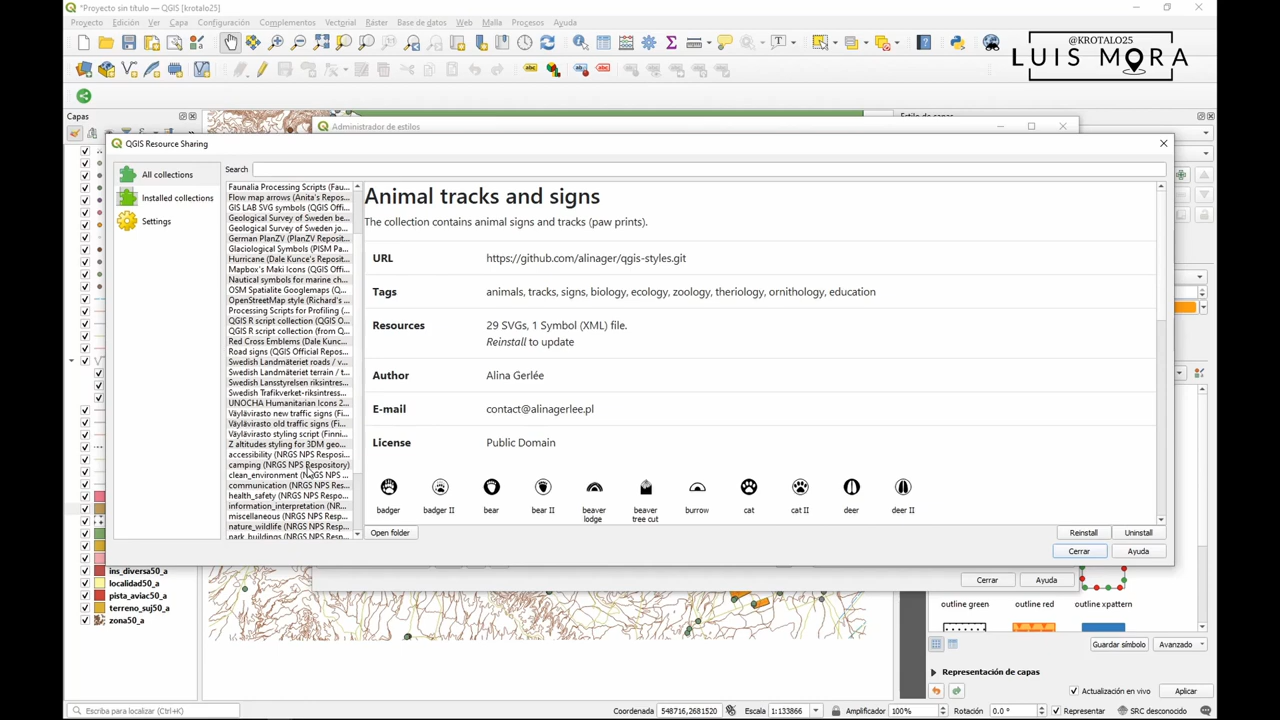 *Proyecto sin título — QGIS [krotalo25]
Proyecto Edición Ver Capa Configuración Complementos Vectorial Ráster Base de datos Web Malla Procesos Ayuda
@KROTALO25
LUIS MORA
Capas
Administrador de estilos
QGIS Resource Sharing
All collections
Installed collections
Settings
Search
Faunalia Processing Scripts (Fau...
Flow map arrows (Anita's Repos...
GIS LAB SVG symbols (QGIS Offi...
Geological Survey of Sweden be...
Geological Survey of Sweden jo...
German PlanZV (PlanZV Reposit...
Glaciological Symbols (PISM Pa...
Hurricane (Dale Kunce's Reposit...
Mapbox's Maki Icons (QGIS Offi...
Nautical symbols for marine ch...
OSM Spatialite Googlemaps (Q...
OpenStreetMap style (Richard's ...
Processing Scripts for Profiling (...
QGIS R script collection (QGIS O...
QGIS R script collection (from Q...
Red Cross Emblems (Dale Kunc...
Road signs (QGIS Official Repos...
Swedish Landmäteriet roads / v...
Swedish Landmäteriet terrain / t...
Swedish Lansstyrelsen riksintres...
Swedish Trafikverket-riksintress...
UNOCHA Humanitarian Icons 2...
Väylävirasto new traffic signs (Fi...
Väylävirasto old traffic signs (Fi...
Väylävirasto styling script (Finni...
Z altitudes styling for 3DM geo...
accessibility (NRGS NPS Resposi...
camping (NRGS NPS Respository)
clean_environment (NRGS NPS ...
communication (NRGS NPS Res...
health_safety (NRGS NPS Respo...
information_interpretation (NR...
miscellaneous (NRGS NPS Resp...
nature_wildlife (NRGS NPS Resp...
park_buildings (NRGS NPS Resp...
Animal tracks and signs
The collection contains animal signs and tracks (paw prints).
URL https://github.com/alinager/qgis-styles.git
Tags animals, tracks, signs, biology, ecology, zoology, theriology, ornithology, education
Resources 29 SVGs, 1 Symbol (XML) file.
Reinstall to update
Author Alina Gerlée
E-mail contact@alinagerlee.pl
License Public Domain
badger badger II bear bear II beaver lodge beaver tree cut burrow cat cat II deer deer II
Open folder Reinstall Uninstall
Cerrar Ayuda
ins_diversa50_a
localidad50_a
pista_aviac50_a
terreno_suj50_a
zona50_a
Cerrar Ayuda
outline green outline red outline xpattern
Guardar símbolo Avanzado
Representación de capas
Actualización en vivo Aplicar
Escriba para localizar (Ctrl+K) Coordenada 548716,2681520 Escala 1:133866 Amplificador 100% Rotación 0.0 ° Representar SRC desconocido